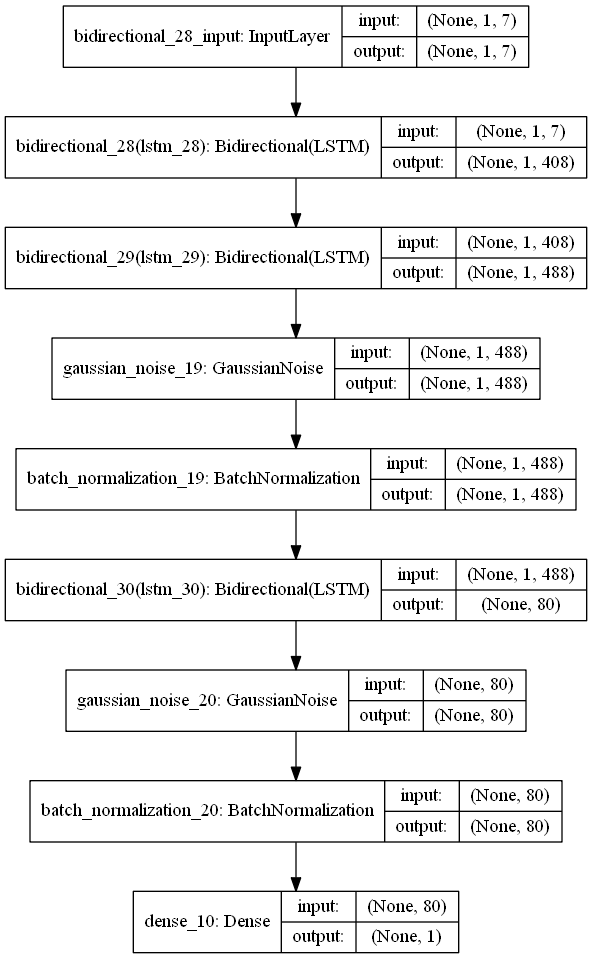 bidirectional_28_input: InputLayer
input: (None, 1, 7)
output: (None, 1, 7)
bidirectional_28(lstm_28): Bidirectional(LSTM)
input: (None, 1, 7)
output: (None, 1, 408)
bidirectional_29(lstm_29): Bidirectional(LSTM)
input: (None, 1, 408)
output: (None, 1, 488)
gaussian_noise_19: GaussianNoise
input: (None, 1, 488)
output: (None, 1, 488)
batch_normalization_19: BatchNormalization
input: (None, 1, 488)
output: (None, 1, 488)
bidirectional_30(lstm_30): Bidirectional(LSTM)
input: (None, 1, 488)
output: (None, 80)
gaussian_noise_20: GaussianNoise
input: (None, 80)
output: (None, 80)
batch_normalization_20: BatchNormalization
input: (None, 80)
output: (None, 80)
dense_10: Dense
input: (None, 80)
output: (None, 1)